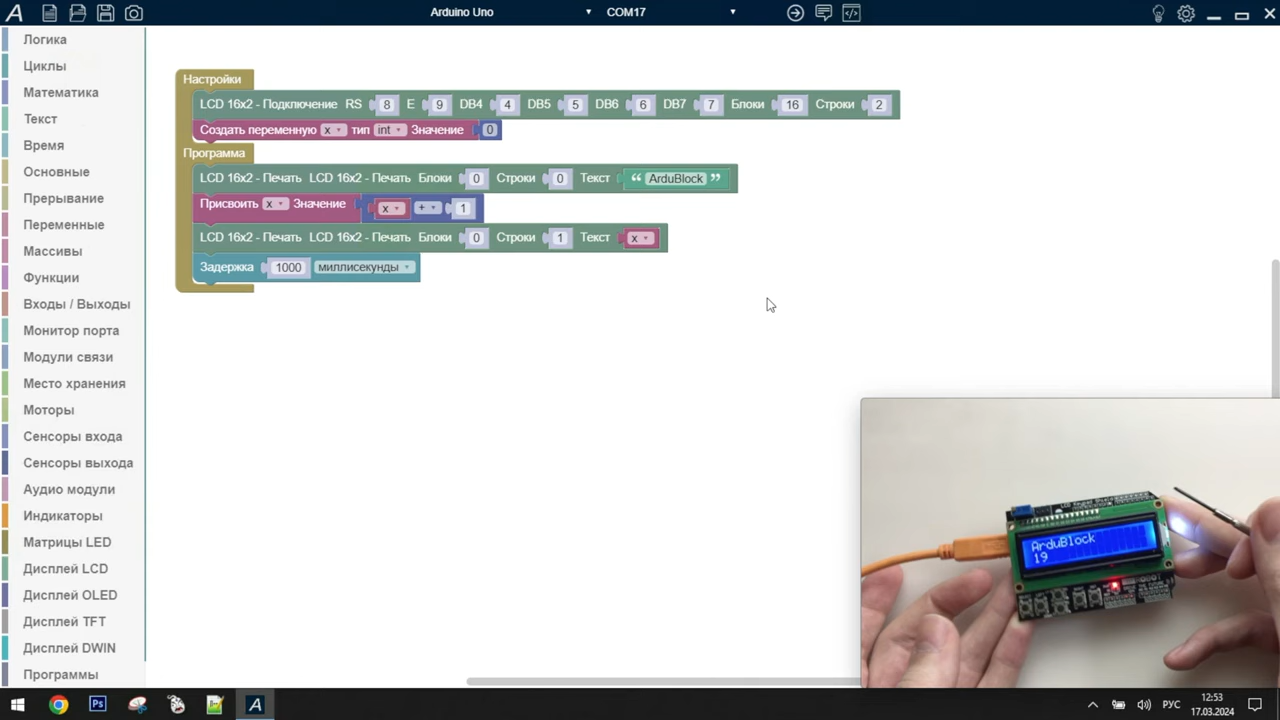 Arduino Uno COM17
Логика
Циклы
Математика
Текст
Время
Основные
Прерывание
Переменные
Массивы
Функции
Входы / Выходы
Монитор порта
Модули связи
Место хранения
Моторы
Сенсоры входа
Сенсоры выхода
Аудио модули
Индикаторы
Матрицы LED
Дисплей LCD
Дисплей OLED
Дисплей TFT
Дисплей DWIN
Программы
Настройки
LCD 16x2 - Подключение RS 8 E 9 DB4 4 DB5 5 DB6 6 DB7 7 Блоки 16 Строки 2
Создать переменную x тип int Значение 0
Программа
LCD 16x2 - Печать LCD 16x2 - Печать Блоки 0 Строки 0 Текст “ ArduBlock ”
Присвоить x Значение x + 1
LCD 16x2 - Печать LCD 16x2 - Печать Блоки 0 Строки 1 Текст x
Задержка 1000 миллисекунды
ArduBlock
19
РУС
12:53
17.03.2024